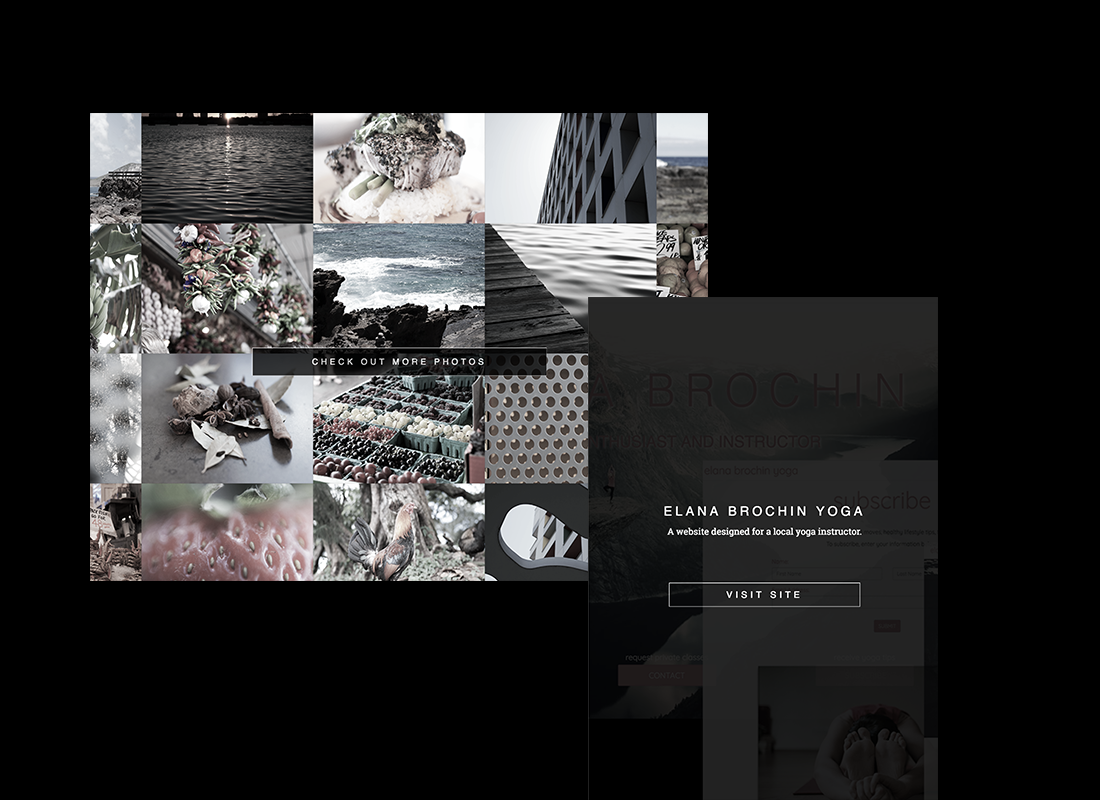 CHECK OUT MORE PHOTOS
BROCHIN
AST AND INSTRUCTOR
elana brochin yoga
subscribe
ELANA BROCHIN YOGA
A website designed for a local yoga instructor.
VISIT SITE
CONTACT